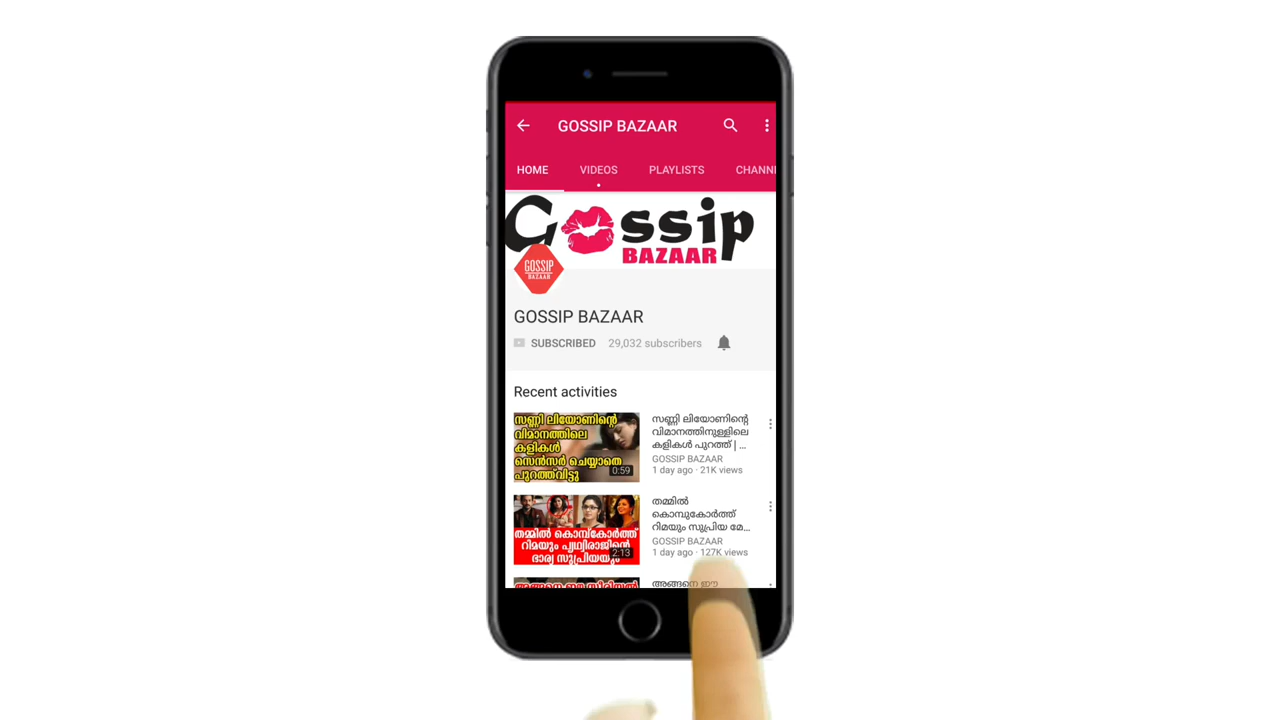 GOSSIP BAZAAR
HOME VIDEOS PLAYLISTS CHANNI
Gossip
BAZAAR
GOSSIP
BAZAAR
GOSSIP BAZAAR
SUBSCRIBED 29,032 subscribers
Recent activities
സണ്ണി ലിയോണിന്റെ
വിമാനത്തിലെ
കളികൾ
സെൻസർ ചെയ്യാതെ
പുറത്ത്‌വിട്ടു
0:59
സണ്ണി ലിയോണിന്റെ
വിമാനത്തിനുള്ളിലെ
കളികൾ പുറത്ത് | ...
GOSSIP BAZAAR
1 day ago · 21K views
തമ്മിൽ കൊമ്പ്കോർത്ത്
റിമയും പൃഥ്വിരാജിന്റെ
ഭാര്യ സുപ്രിയയും
2:13
തമ്മിൽ
കൊമ്പുകോർത്ത്
റിമയും സുപ്രിയ മേ...
GOSSIP BAZAAR
1 day ago · 127K views
അങ്ങനെ ഈ